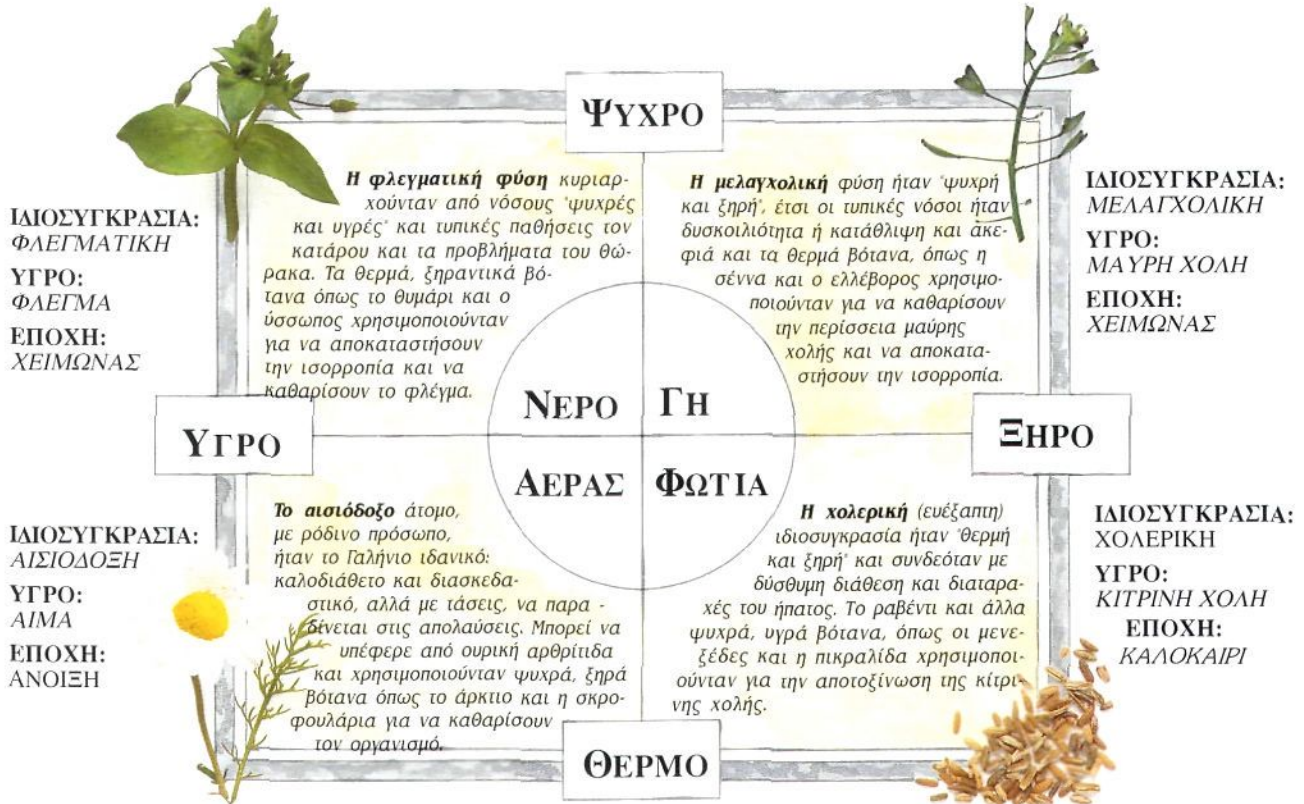 ΨΥΧΡΟ
ΙΔΙΟΣΥΓΚΡΑΣΙΑ:
ΦΛΕΓΜΑΤΙΚΗ
ΥΓΡΟ:
ΦΛΕΓΜΑ
ΕΠΟΧΗ:
ΧΕΙΜΩΝΑΣ
Η φλεγματική φύση κυριαρ-
χούνταν από νόσους "ψυχρές
και υγρές" και τυπικές παθήσεις τον
κατάρου και τα προβλήματα του θώ-
ρακα. Τα θερμά, ξηραντικά βό-
τανα όπως το θυμάρι και ο
ύσσωπος χρησιμοποιούνταν
για να αποκαταστήσουν
την ισορροπία και να
καθαρίσουν το φλέγμα.
Η μελαγχολική φύση ήταν "ψυχρή
και ξηρή", έτσι οι τυπικές νόσοι ήταν
δυσκοιλιότητα ή κατάθλιψη και ακε-
φιά και τα θερμά βότανα, όπως η
σέννα και ο ελλέβορος χρησιμο-
ποιούνταν για να καθαρίσουν
την περίσσεια μαύρης
χολής και να αποκατα-
στήσουν την ισορροπία.
ΙΔΙΟΣΥΓΚΡΑΣΙΑ:
ΜΕΛΑΓΧΟΛΙΚΗ
ΥΓΡΟ:
ΜΑΥΡΗ ΧΟΛΗ
ΕΠΟΧΗ:
ΧΕΙΜΩΝΑΣ
ΝΕΡΟ ΓΗ
ΥΓΡΟ
ΞΗΡΟ
ΑΕΡΑΣ ΦΩΤΙΑ
ΙΔΙΟΣΥΓΚΡΑΣΙΑ:
ΑΙΣΙΟΔΟΞΗ
ΥΓΡΟ:
ΑΙΜΑ
ΕΠΟΧΗ:
ΑΝΟΙΞΗ
Το αισιόδοξο άτομο,
με ρόδινο πρόσωπο,
ήταν το Γαλήνιο ιδανικό:
καλοδιάθετο και διασκεδα-
στικό, αλλά με τάσεις, να παρα -
δίνεται στις απολαύσεις. Μπορεί να
υπέφερε από ουρική αρθρίτιδα
και χρησιμοποιούνταν ψυχρά, ξηρά
βότανα όπως το άρκτιο και η σκρο-
φουλάρια για να καθαρίσουν
τον οργανισμό.
Η χολερική (ευέξαπτη)
ιδιοσυγκρασία ήταν "θερμή
και ξηρή" και συνδεόταν με
δύσθυμη διάθεση και διαταρα-
χές του ήπατος. Το ραβέντι και άλλα
ψυχρά, υγρά βότανα, όπως οι μενε-
ξέδες και η πικραλίδα χρησιμοποι-
ούνταν για την αποτοξίνωση της κίτρι-
νης χολής.
ΙΔΙΟΣΥΓΚΡΑΣΙΑ:
ΧΟΛΕΡΙΚΗ
ΥΓΡΟ:
ΚΙΤΡΙΝΗ ΧΟΛΗ
ΕΠΟΧΗ:
ΚΑΛΟΚΑΙΡΙ
ΘΕΡΜΟ